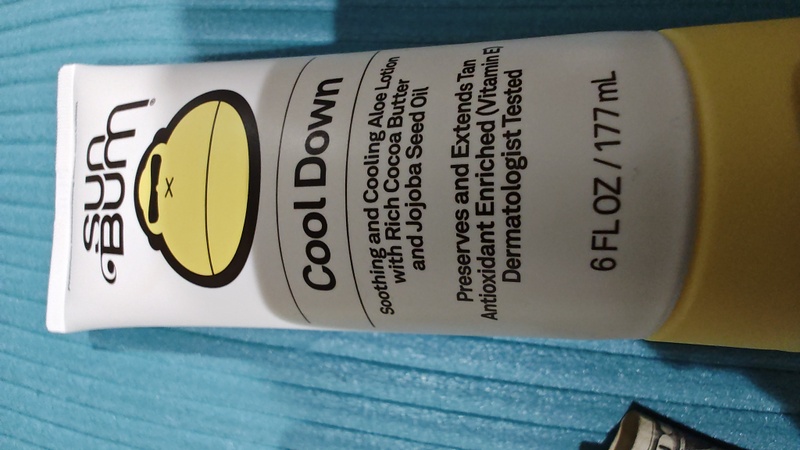 SUN
BUM®
Cool Down
Soothing and Cooling Aloe Lotion
with Rich Cocoa Butter
and Jojoba Seed Oil
Preserves and Extends Tan
Antioxidant Enriched (Vitamin E)
Dermatologist Tested
6 FL OZ / 177 mL